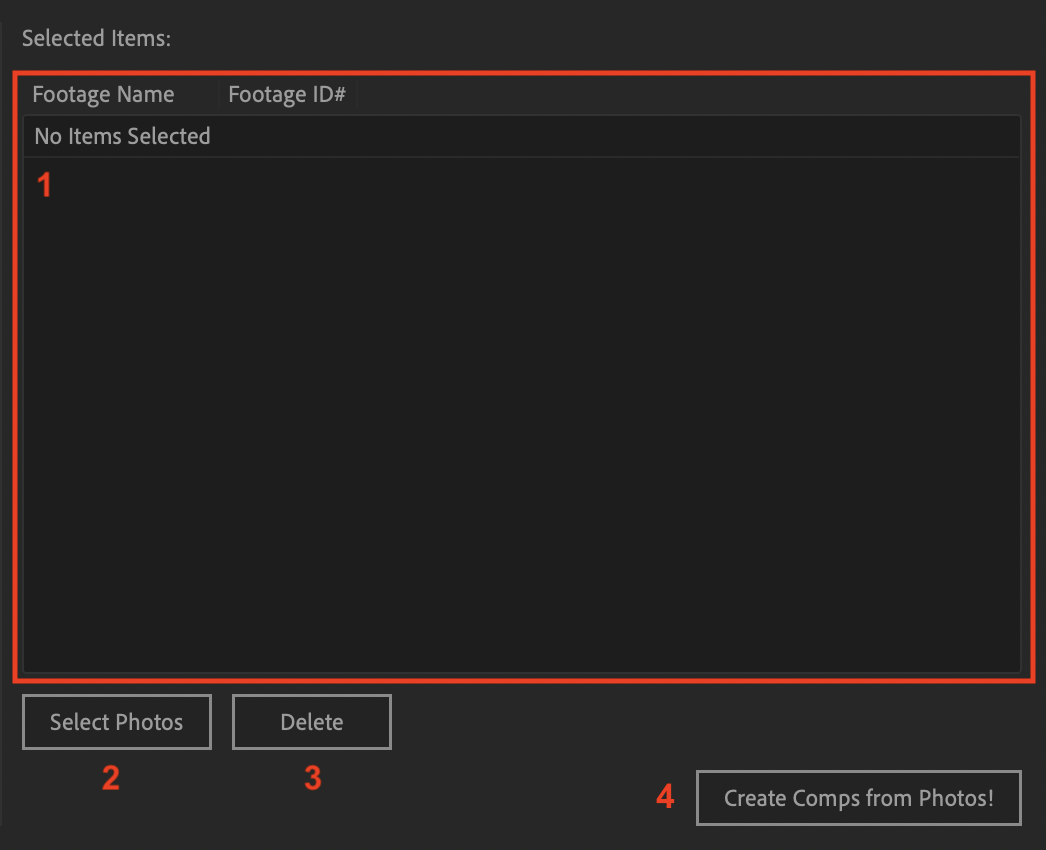 Selected Items:
Footage Name Footage ID#
No Items Selected
1
Select Photos Delete
2 3
4 Create Comps from Photos!